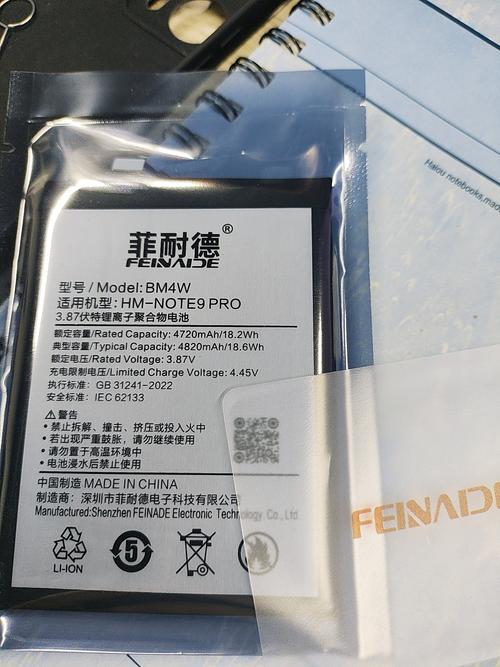 Halou notebooks,mad
菲耐德®
FEINAIDE
型号 / Model: BM4W
适用机型: HM-NOTE9 PRO
3.87伏特锂离子聚合物电池
额定容量/Rated Capacity: 4720mAh/18.2Wh
典型容量/Typical Capacity: 4820mAh/18.6Wh
额定电压/Rated Voltage: 3.87V
充电限制电压/Limited Charge Voltage: 4.45V
执行标准: GB 31241-2022
安全标准: IEC 62133
⚠警告
• 禁止拆解、撞击、挤压或投入火中
• 若出现严重鼓胀，请勿继续使用
• 请勿置于高温环境中
• 电池浸水后禁止使用
中国制造 MADE IN CHINA
制造商: 深圳市菲耐德电子科技有限公司
Manufactured:Shenzhen FEINADE Electronic Technology Co., Ltd.
5
LI-ION
FEINADE